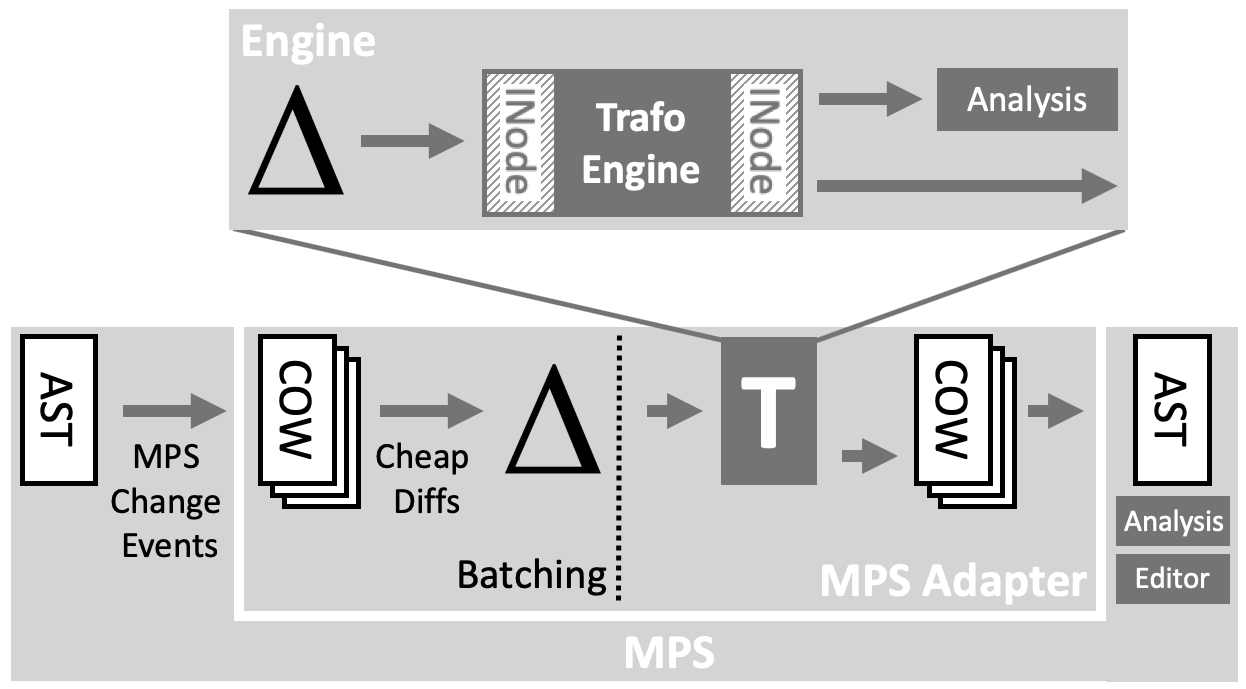 Engine
Δ
INode
Trafo
Engine
INode
Analysis
AST
MPS
Change
Events
COW
Cheap
Diffs
Δ
Batching
T
COW
MPS Adapter
AST
Analysis
Editor
MPS